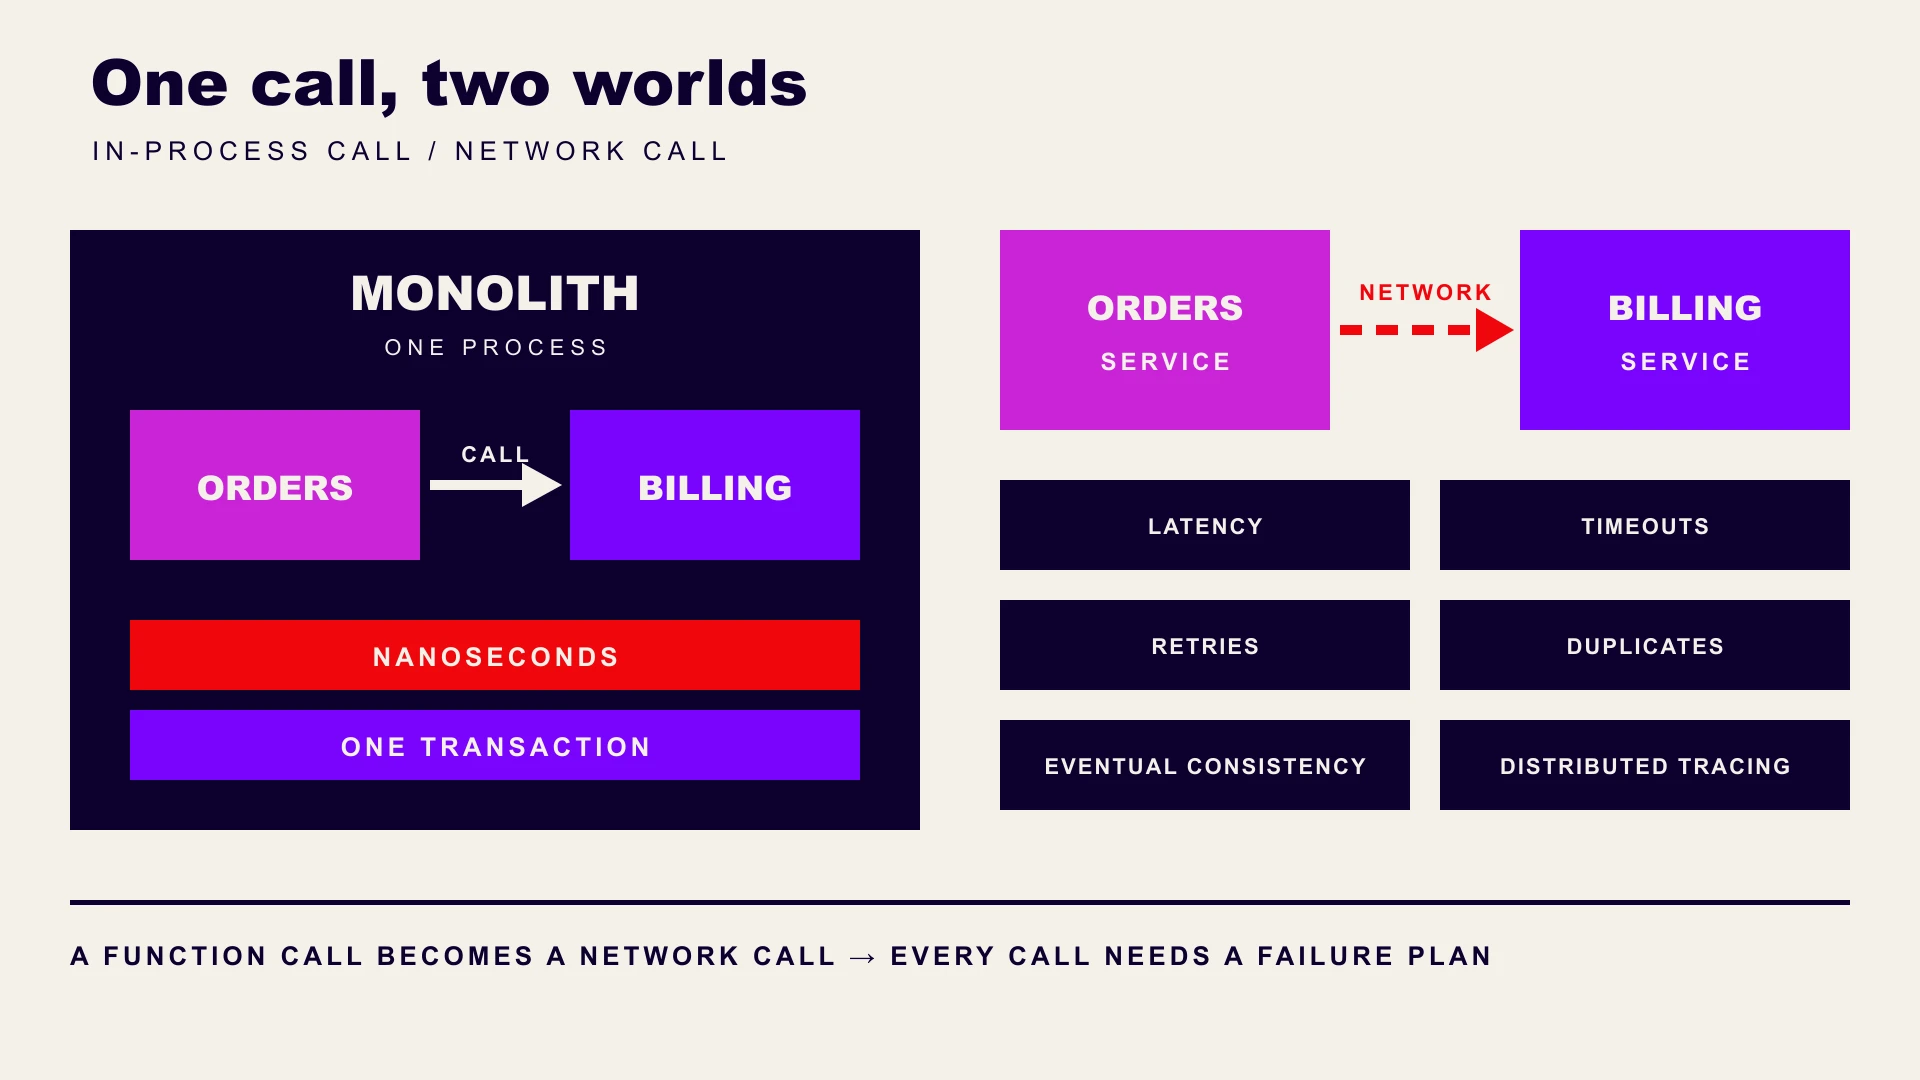 One call, two worlds
IN-PROCESS CALL / NETWORK CALL
MONOLITH
ONE PROCESS
ORDERS
CALL
BILLING
NANOSECONDS
ONE TRANSACTION
ORDERS
SERVICE
NETWORK
BILLING
SERVICE
LATENCY
TIMEOUTS
RETRIES
DUPLICATES
EVENTUAL CONSISTENCY
DISTRIBUTED TRACING
A FUNCTION CALL BECOMES A NETWORK CALL → EVERY CALL NEEDS A FAILURE PLAN